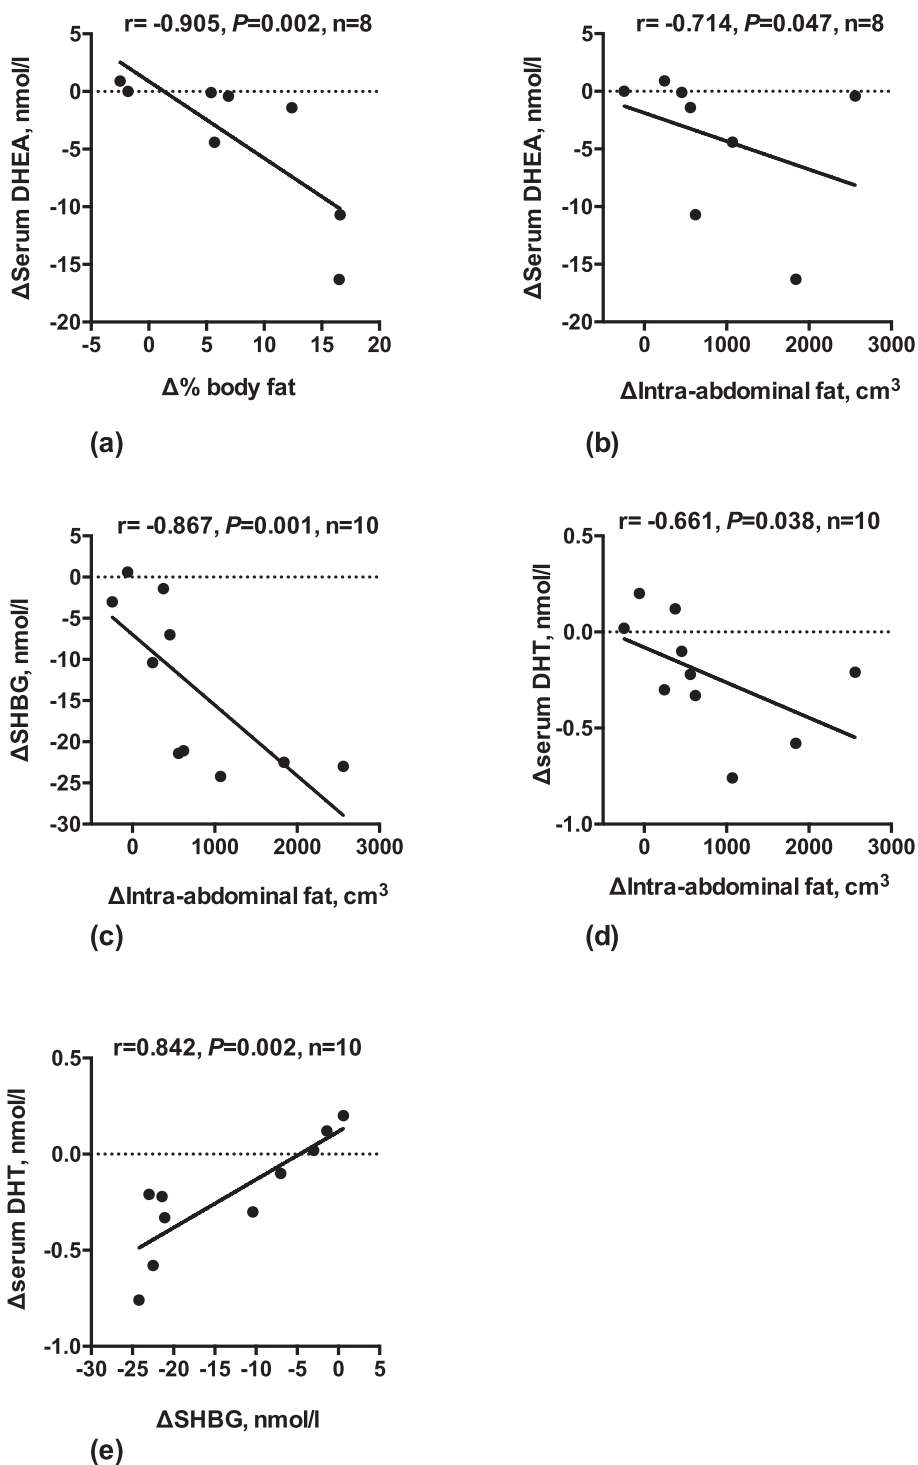 r= -0.905, P=0.002, n=8
5
0
-5
-10
-15
-20
ΔSerum DHEA, nmol/l
-5 0 5 10 15 20
Δ% body fat
(a)
r= -0.714, P=0.047, n=8
5
0
-5
-10
-15
-20
ΔSerum DHEA, nmol/l
0 1000 2000 3000
ΔIntra-abdominal fat, cm³
(b)
r= -0.867, P=0.001, n=10
5
0
-5
-10
-15
-20
-25
-30
ΔSHBG, nmol/l
0 1000 2000 3000
ΔIntra-abdominal fat, cm³
(c)
r= -0.661, P=0.038, n=10
0.5
0.0
-0.5
-1.0
Δserum DHT, nmol/l
0 1000 2000 3000
ΔIntra-abdominal fat, cm³
(d)
r=0.842, P=0.002, n=10
0.5
0.0
-0.5
-1.0
Δserum DHT, nmol/l
-30 -25 -20 -15 -10 -5 0 5
ΔSHBG, nmol/l
(e)